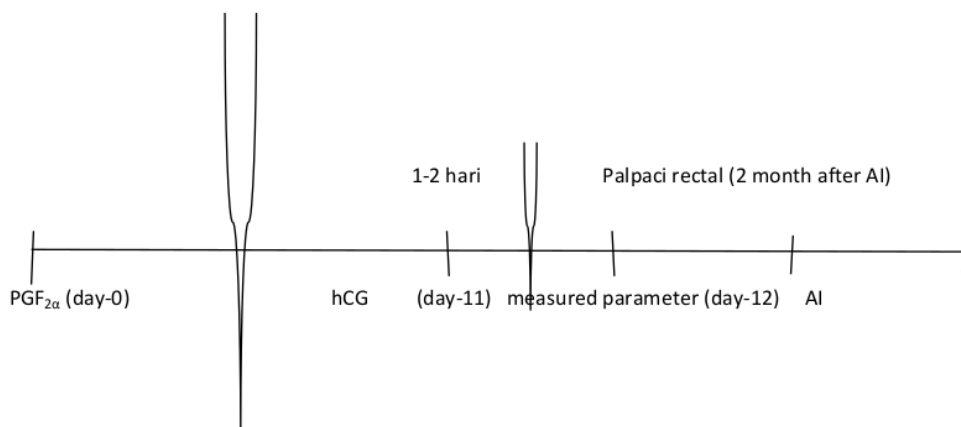 1-2 hari Palpaci rectal (2 month after AI)
PGF2α (day-0) hCG (day-11) measured parameter (day-12) AI